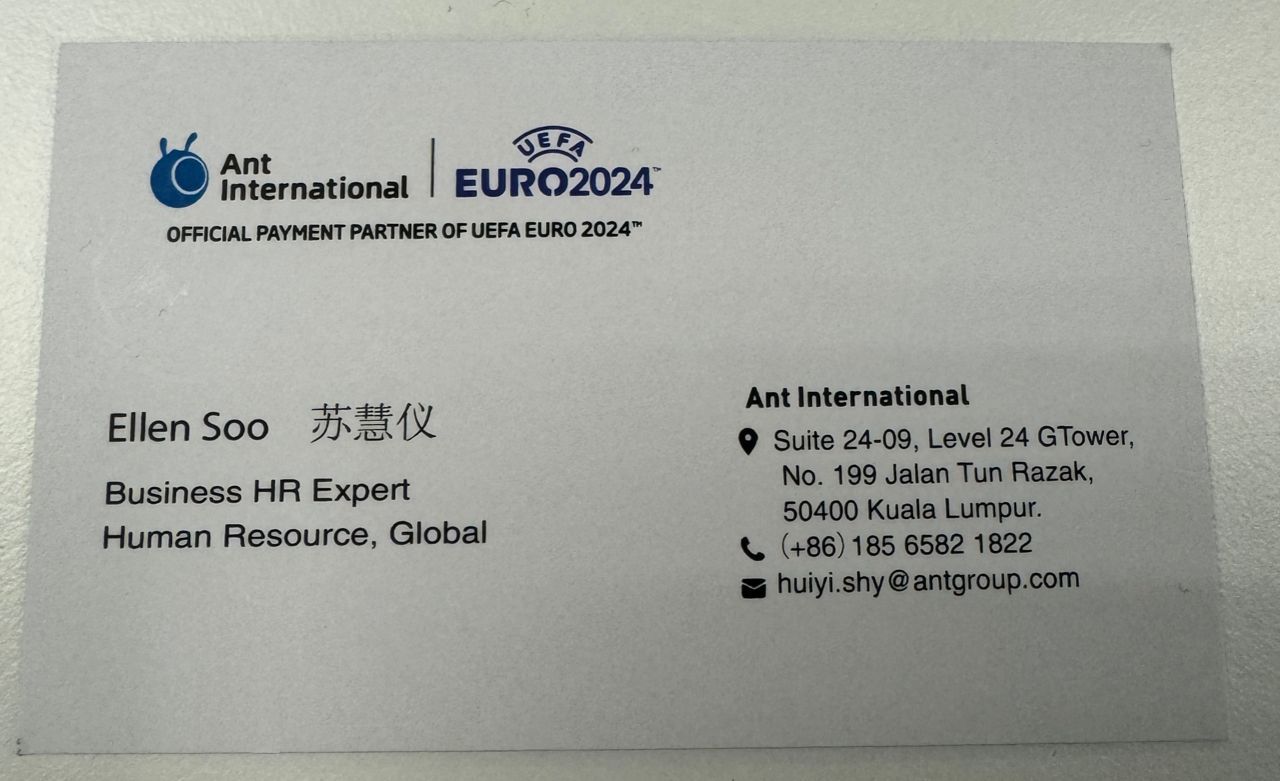 Ant
International
UEFA
EURO2024™
OFFICIAL PAYMENT PARTNER OF UEFA EURO 2024™
Ellen Soo 苏慧仪
Business HR Expert
Human Resource, Global
Ant International
Suite 24-09, Level 24 GTower,
No. 199 Jalan Tun Razak,
50400 Kuala Lumpur.
(+86) 185 6582 1822
huiyi.shy@antgroup.com